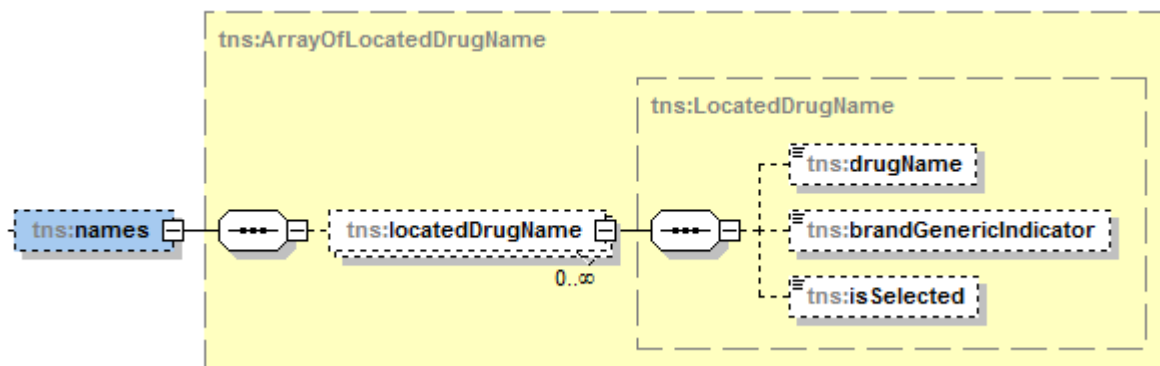 tns:ArrayOfLocatedDrugName
tns:LocatedDrugName
tns:drugName
tns:names
tns:locatedDrugName
tns:brandGenericIndicator
0..∞
tns:isSelected